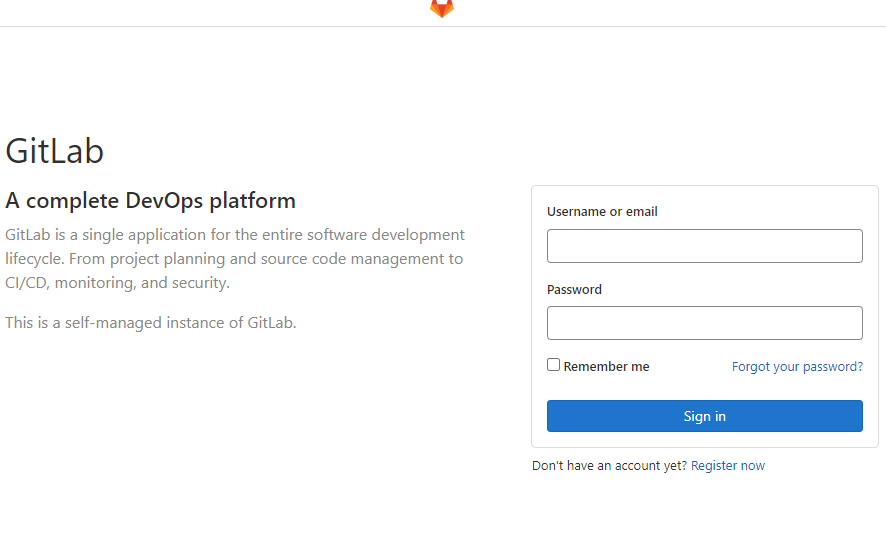 GitLab
A complete DevOps platform
GitLab is a single application for the entire software development
lifecycle. From project planning and source code management to
CI/CD, monitoring, and security.
This is a self-managed instance of GitLab.
Username or email
Password
Remember me
Forgot your password?
Sign in
Don't have an account yet? Register now